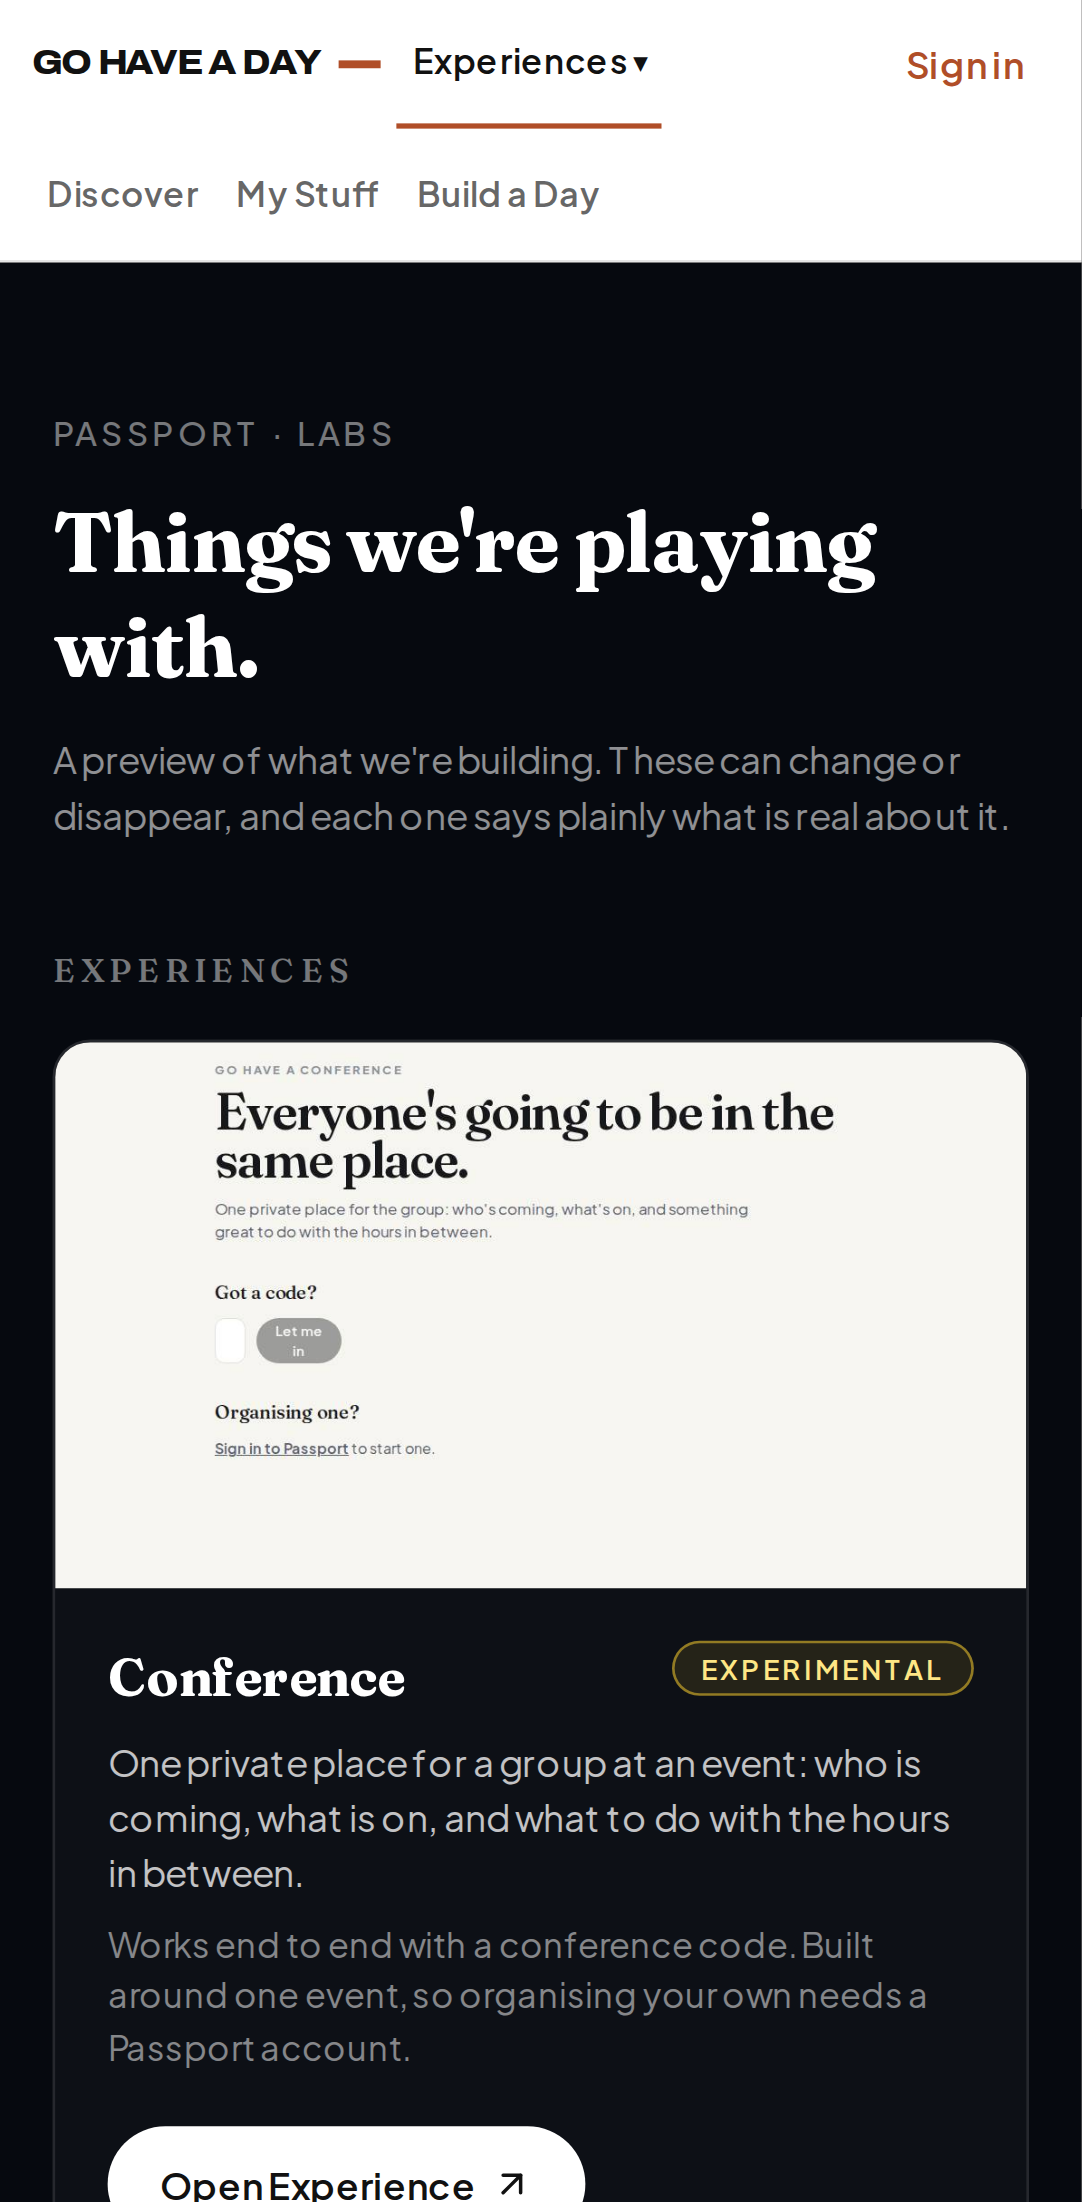 GO HAVE A DAY — Experiences ▾
Sign in
Discover My Stuff Build a Day
PASSPORT · LABS
Things we're playing
with.
A preview of what we're building. These can change or
disappear, and each one says plainly what is real about it.
EXPERIENCES
GO HAVE A CONFERENCE
Everyone's going to be in the
same place.
One private place for the group: who's coming, what's on, and something
great to do with the hours in between.
Got a code?
Let me
in
Organising one?
Sign in to Passport to start one.
Conference
EXPERIMENTAL
One private place for a group at an event: who is
coming, what is on, and what to do with the hours
in between.
Works end to end with a conference code. Built
around one event, so organising your own needs a
Passport account.
Open Experience ↗